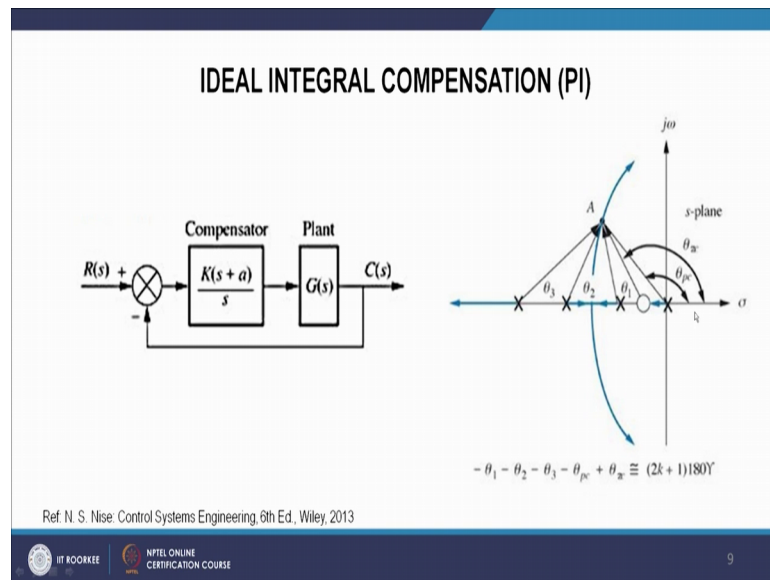 IDEAL INTEGRAL COMPENSATION (PI)
Compensator
Plant
R(s) +
K(s + a)
s
G(s)
C(s)
−
jω
A
s-plane
θzc
θpc
θ3
θ2
θ1
σ
− θ1 − θ2 − θ3 − θpc + θzc ≅ (2k + 1)180ϒ
Ref: N. S. Nise: Control Systems Engineering, 6th Ed., Wiley, 2013
IIT ROORKEE
NPTEL ONLINE
CERTIFICATION COURSE
9